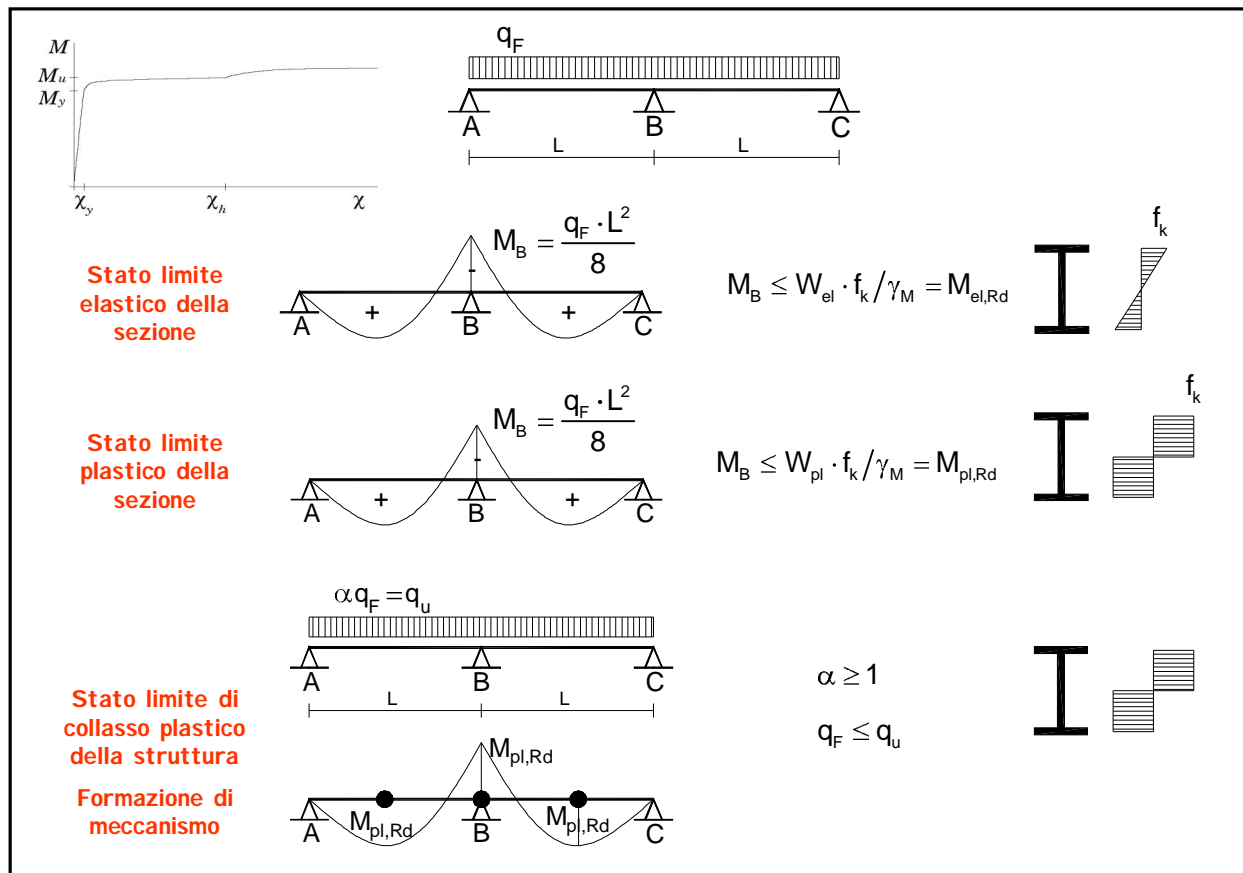 M
M_u
M_y
χ_y
χ_h
χ
q_F
A
B
C
L
L
Stato limite
elastico della
sezione
M_B = q_F · L² / 8
-
+
+
A
B
C
M_B ≤ W_el · f_k/γ_M = M_el,Rd
f_k
Stato limite
plastico della
sezione
M_B = q_F · L² / 8
-
+
+
A
B
C
M_B ≤ W_pl · f_k/γ_M = M_pl,Rd
f_k
αq_F = q_u
A
B
C
L
L
Stato limite di
collasso plastico
della struttura
α ≥ 1
q_F ≤ q_u
Formazione di
meccanismo
M_pl,Rd
M_pl,Rd
M_pl,Rd
A
B
C